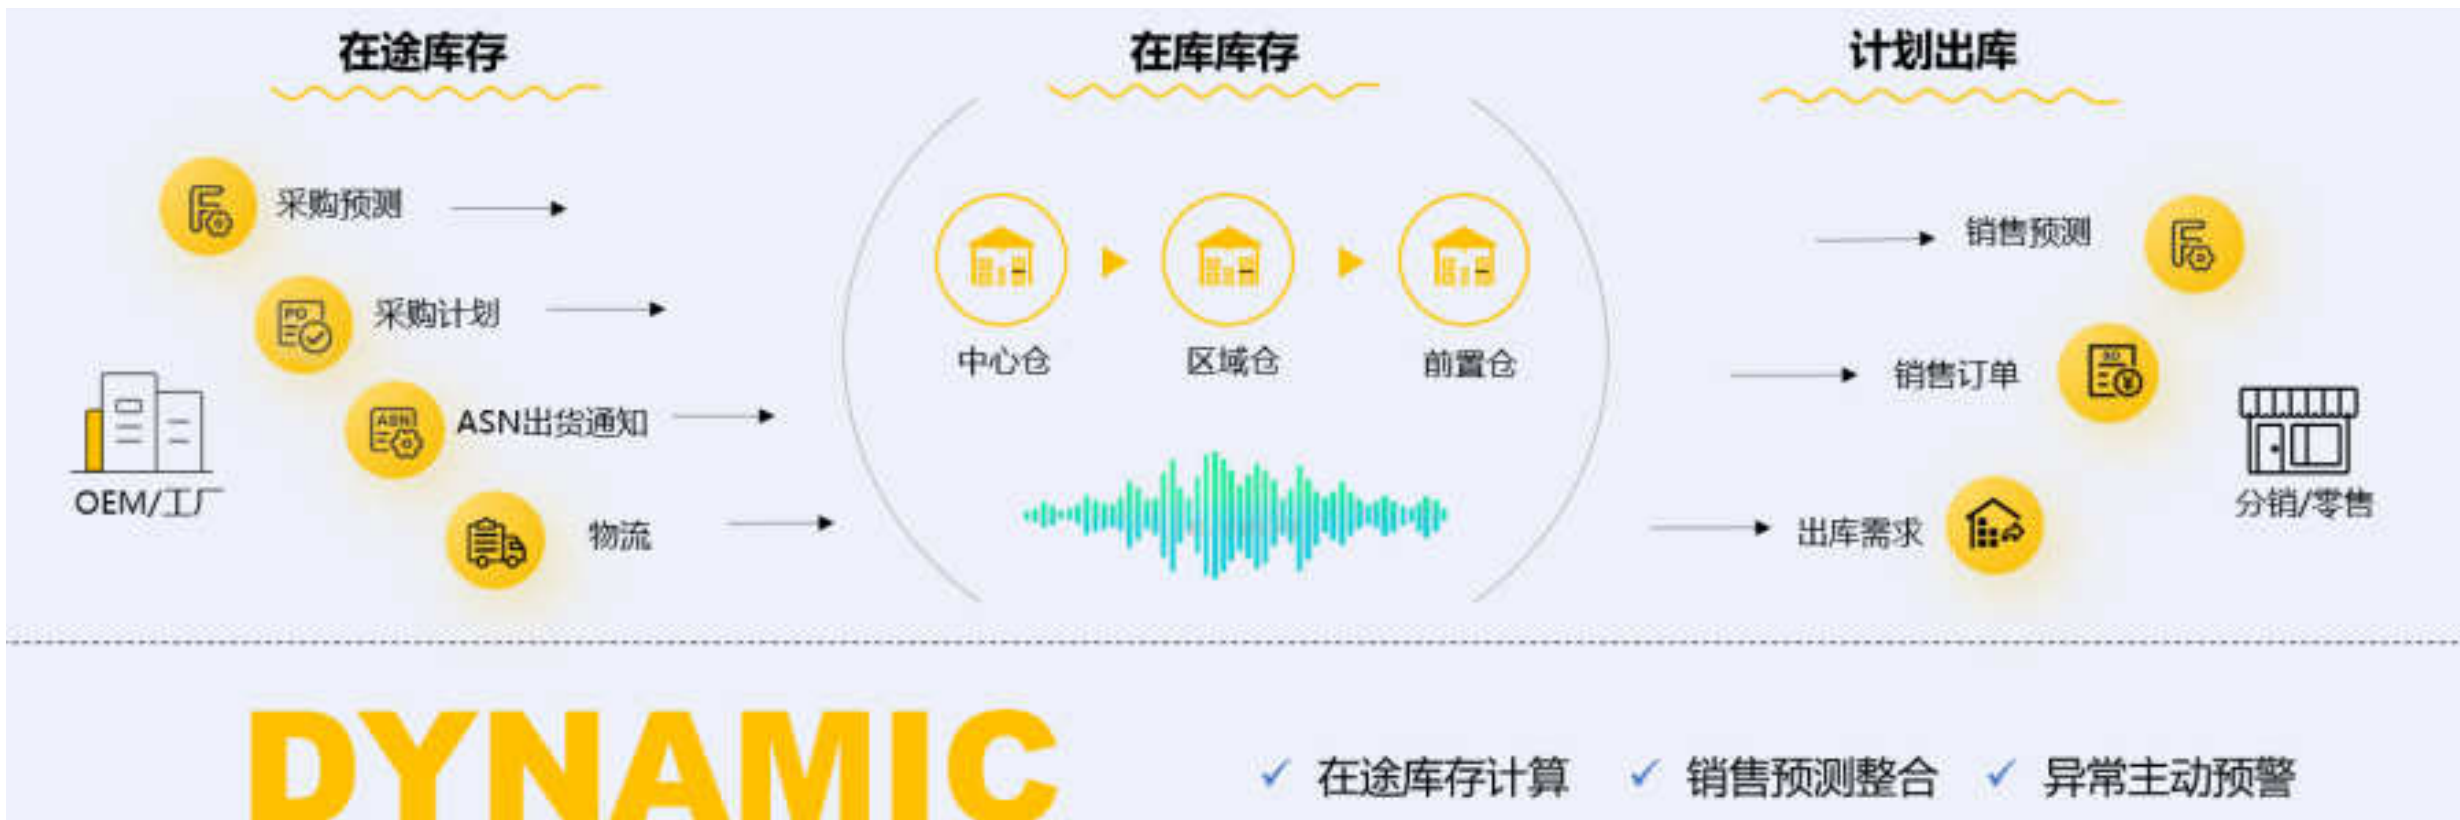 在途库存
在库库存
计划出库
采购预测
采购计划
ASN出货通知
物流
OEM/工厂
PO
ASN
中心仓
区域仓
前置仓
销售预测
销售订单
出库需求
分销/零售
DYNAMIC
✓ 在途库存计算
✓ 销售预测整合
✓ 异常主动预警